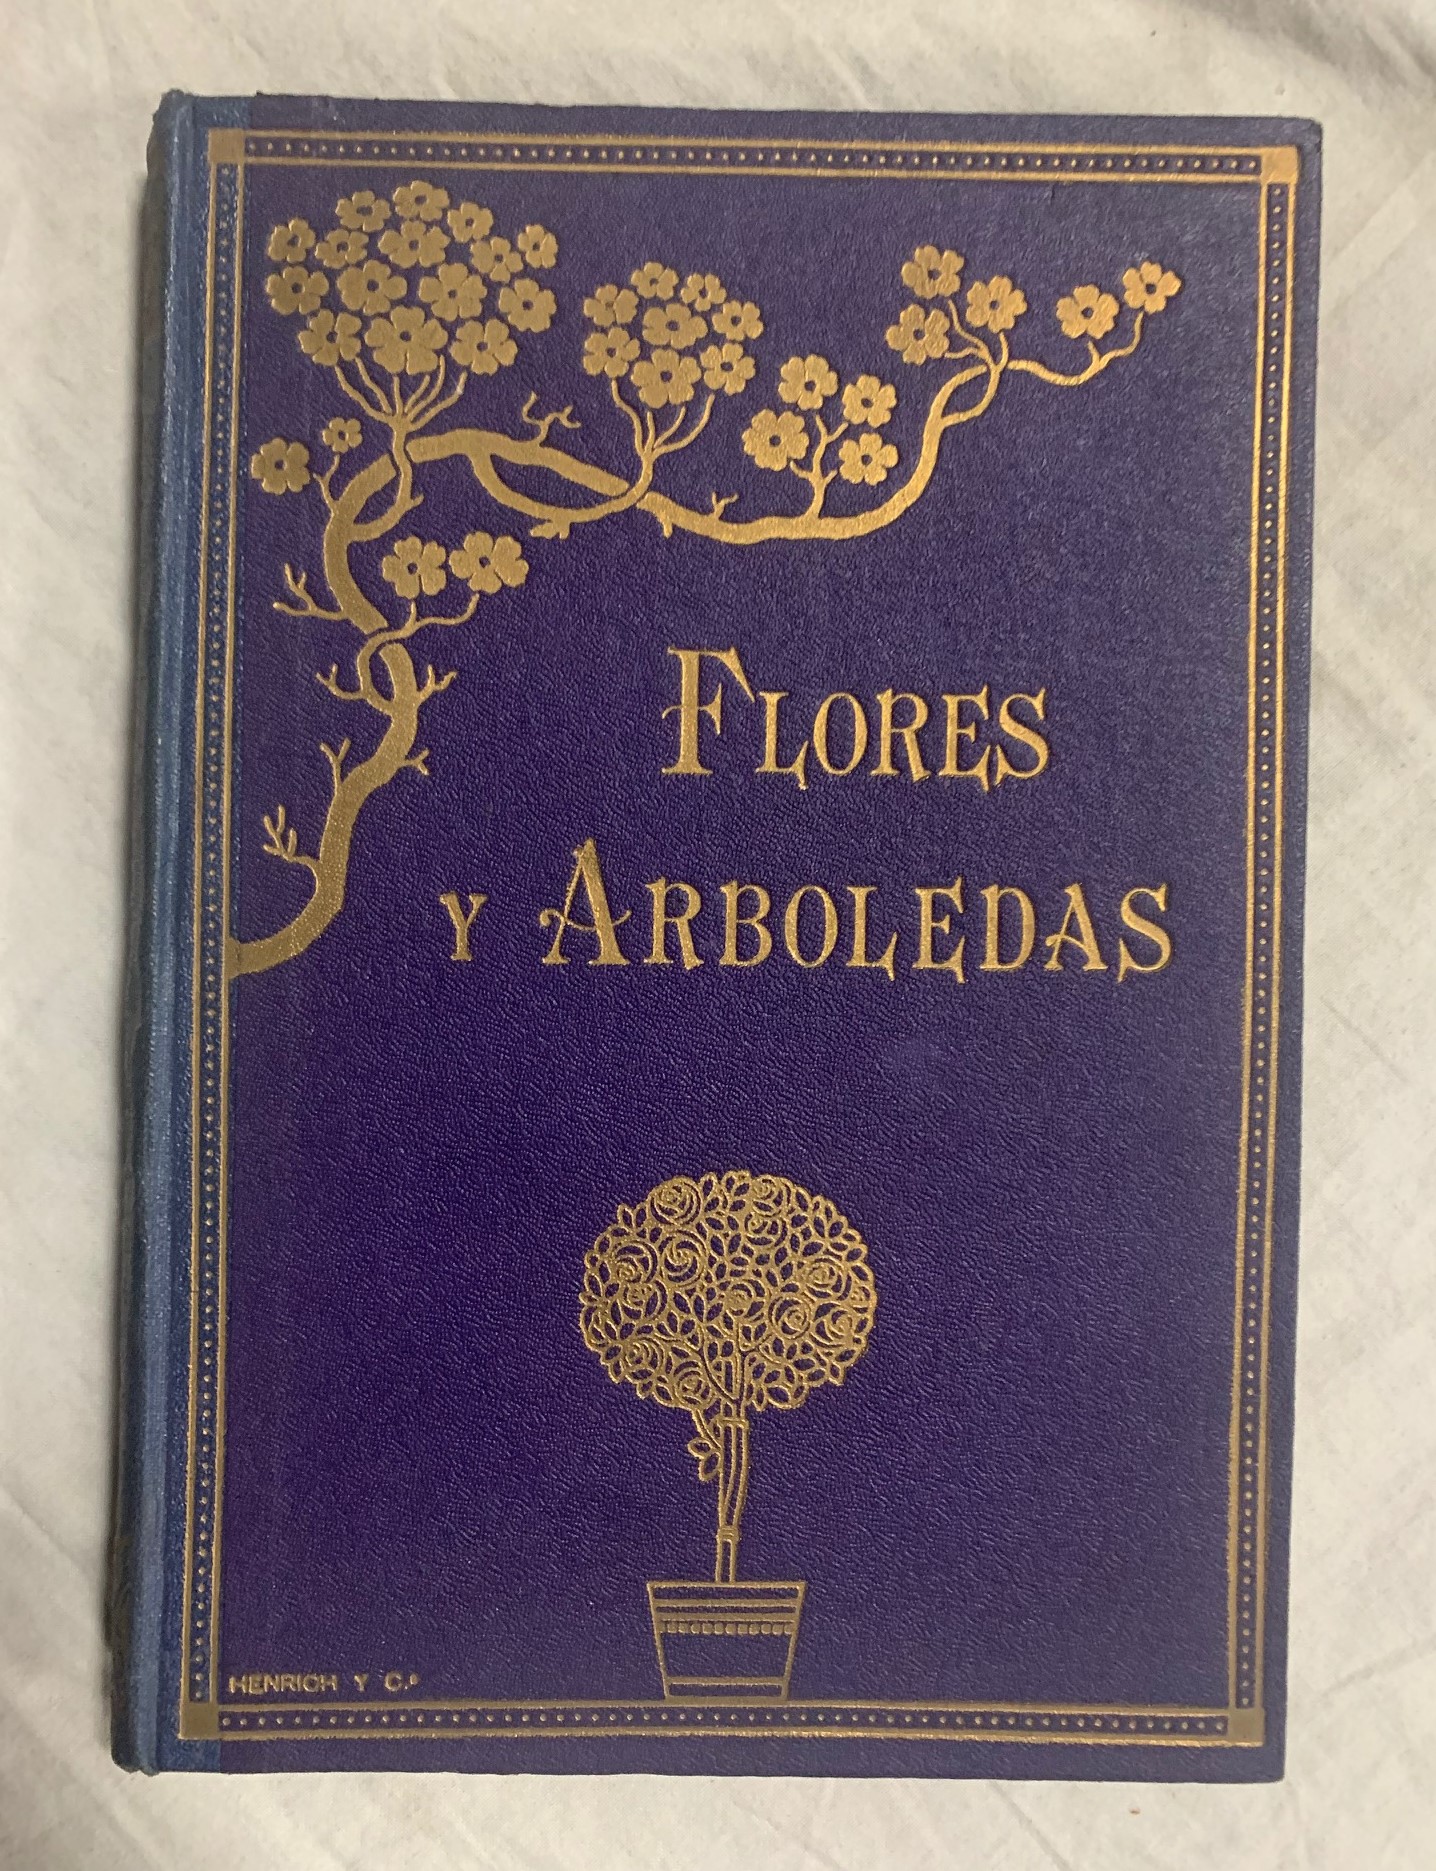 FLORES
Y ARBOLEDAS
HENRICH Y C.ª